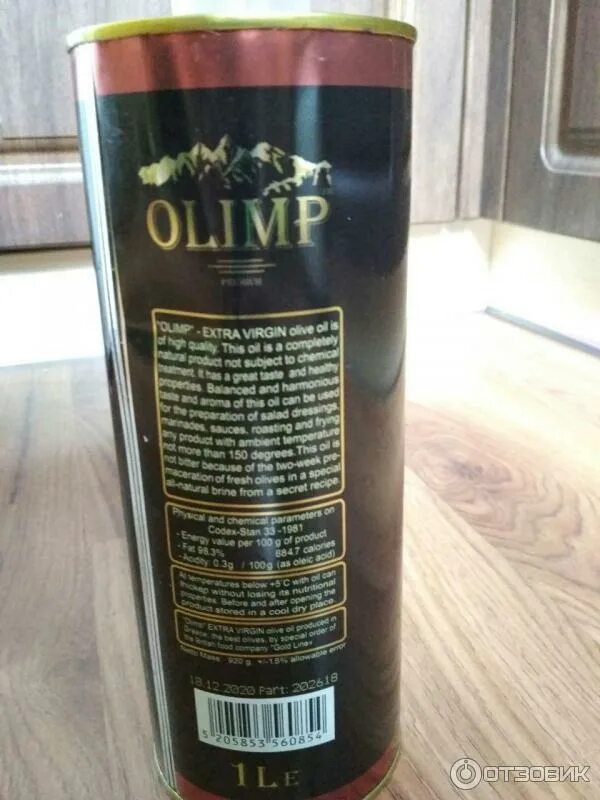 OLIMP
PREMIUM
"OLIMP" - EXTRA VIRGIN olive oil is
of high quality. This oil is a completely
natural product not subject to chemical
treatment. It has a great taste and healthy
properties. Balanced and harmonious
taste and aroma of this oil can be used
for the preparation of salad dressings,
marinades, sauces, roasting and frying
any product with ambient temperature
not more than 150 degrees. This oil is
not bitter because of the two-week pre-
maceration of fresh olives in a special
all-natural brine from a secret recipe.
Physical and chemical parameters on
Codex-Stan 33 -1981
- Energy value per 100 g of product
- Fat 98.3% 884.7 calories
- Acidity: 0.3g / 100g (as oleic acid)
At temperatures below +5°C with oil can
thicken without losing its nutritional
properties. Before and after opening the
product stored in a cool dry place.
"Olimp" EXTRA VIRGIN olive oil produced in
Greece, the best olives, by special order of
the British food company "Gold Line»
Netto Mass: 920 g. +/-1.5% allowable error
18.12.2020 Part: 202618
5 205853 560854
1LE
ОТЗОВИК